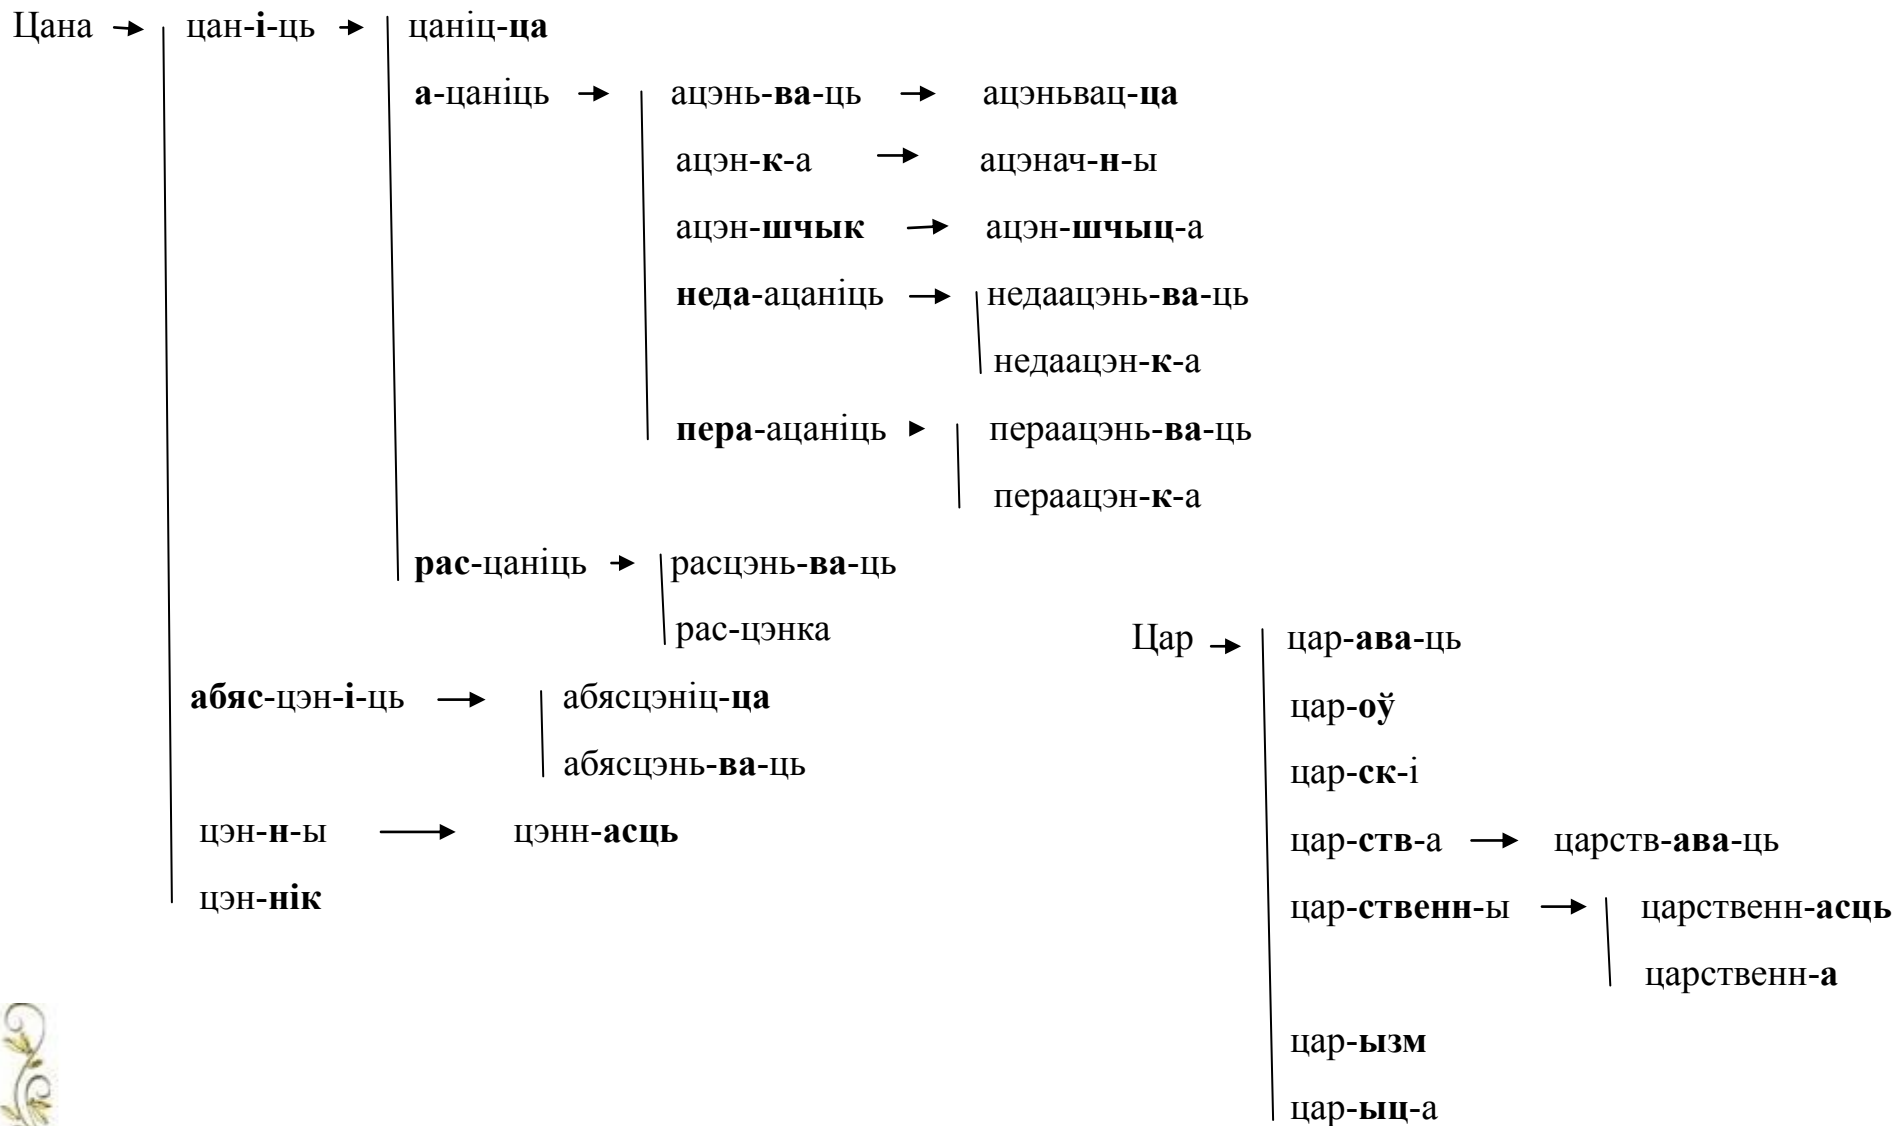 Цана → цан-і-ць → цаніц-ца
а-цаніць → ацэнь-ва-ць → ацэньвац-ца
ацэн-к-а → ацэнач-н-ы
ацэн-шчык → ацэн-шчыц-а
неда-ацаніць → недаацэнь-ва-ць
недаацэн-к-а
пера-ацаніць → пераацэнь-ва-ць
пераацэн-к-а
рас-цаніць → расцэнь-ва-ць
рас-цэнка
абяс-цэн-і-ць → абясцэніц-ца
абясцэнь-ва-ць
цэн-н-ы → цэнн-асць
цэн-нік
Цар → цар-ава-ць
цар-оў
цар-ск-і
цар-ств-а → царств-ава-ць
цар-ственн-ы → царственн-асць
царственн-а
цар-ызм
цар-ыц-а